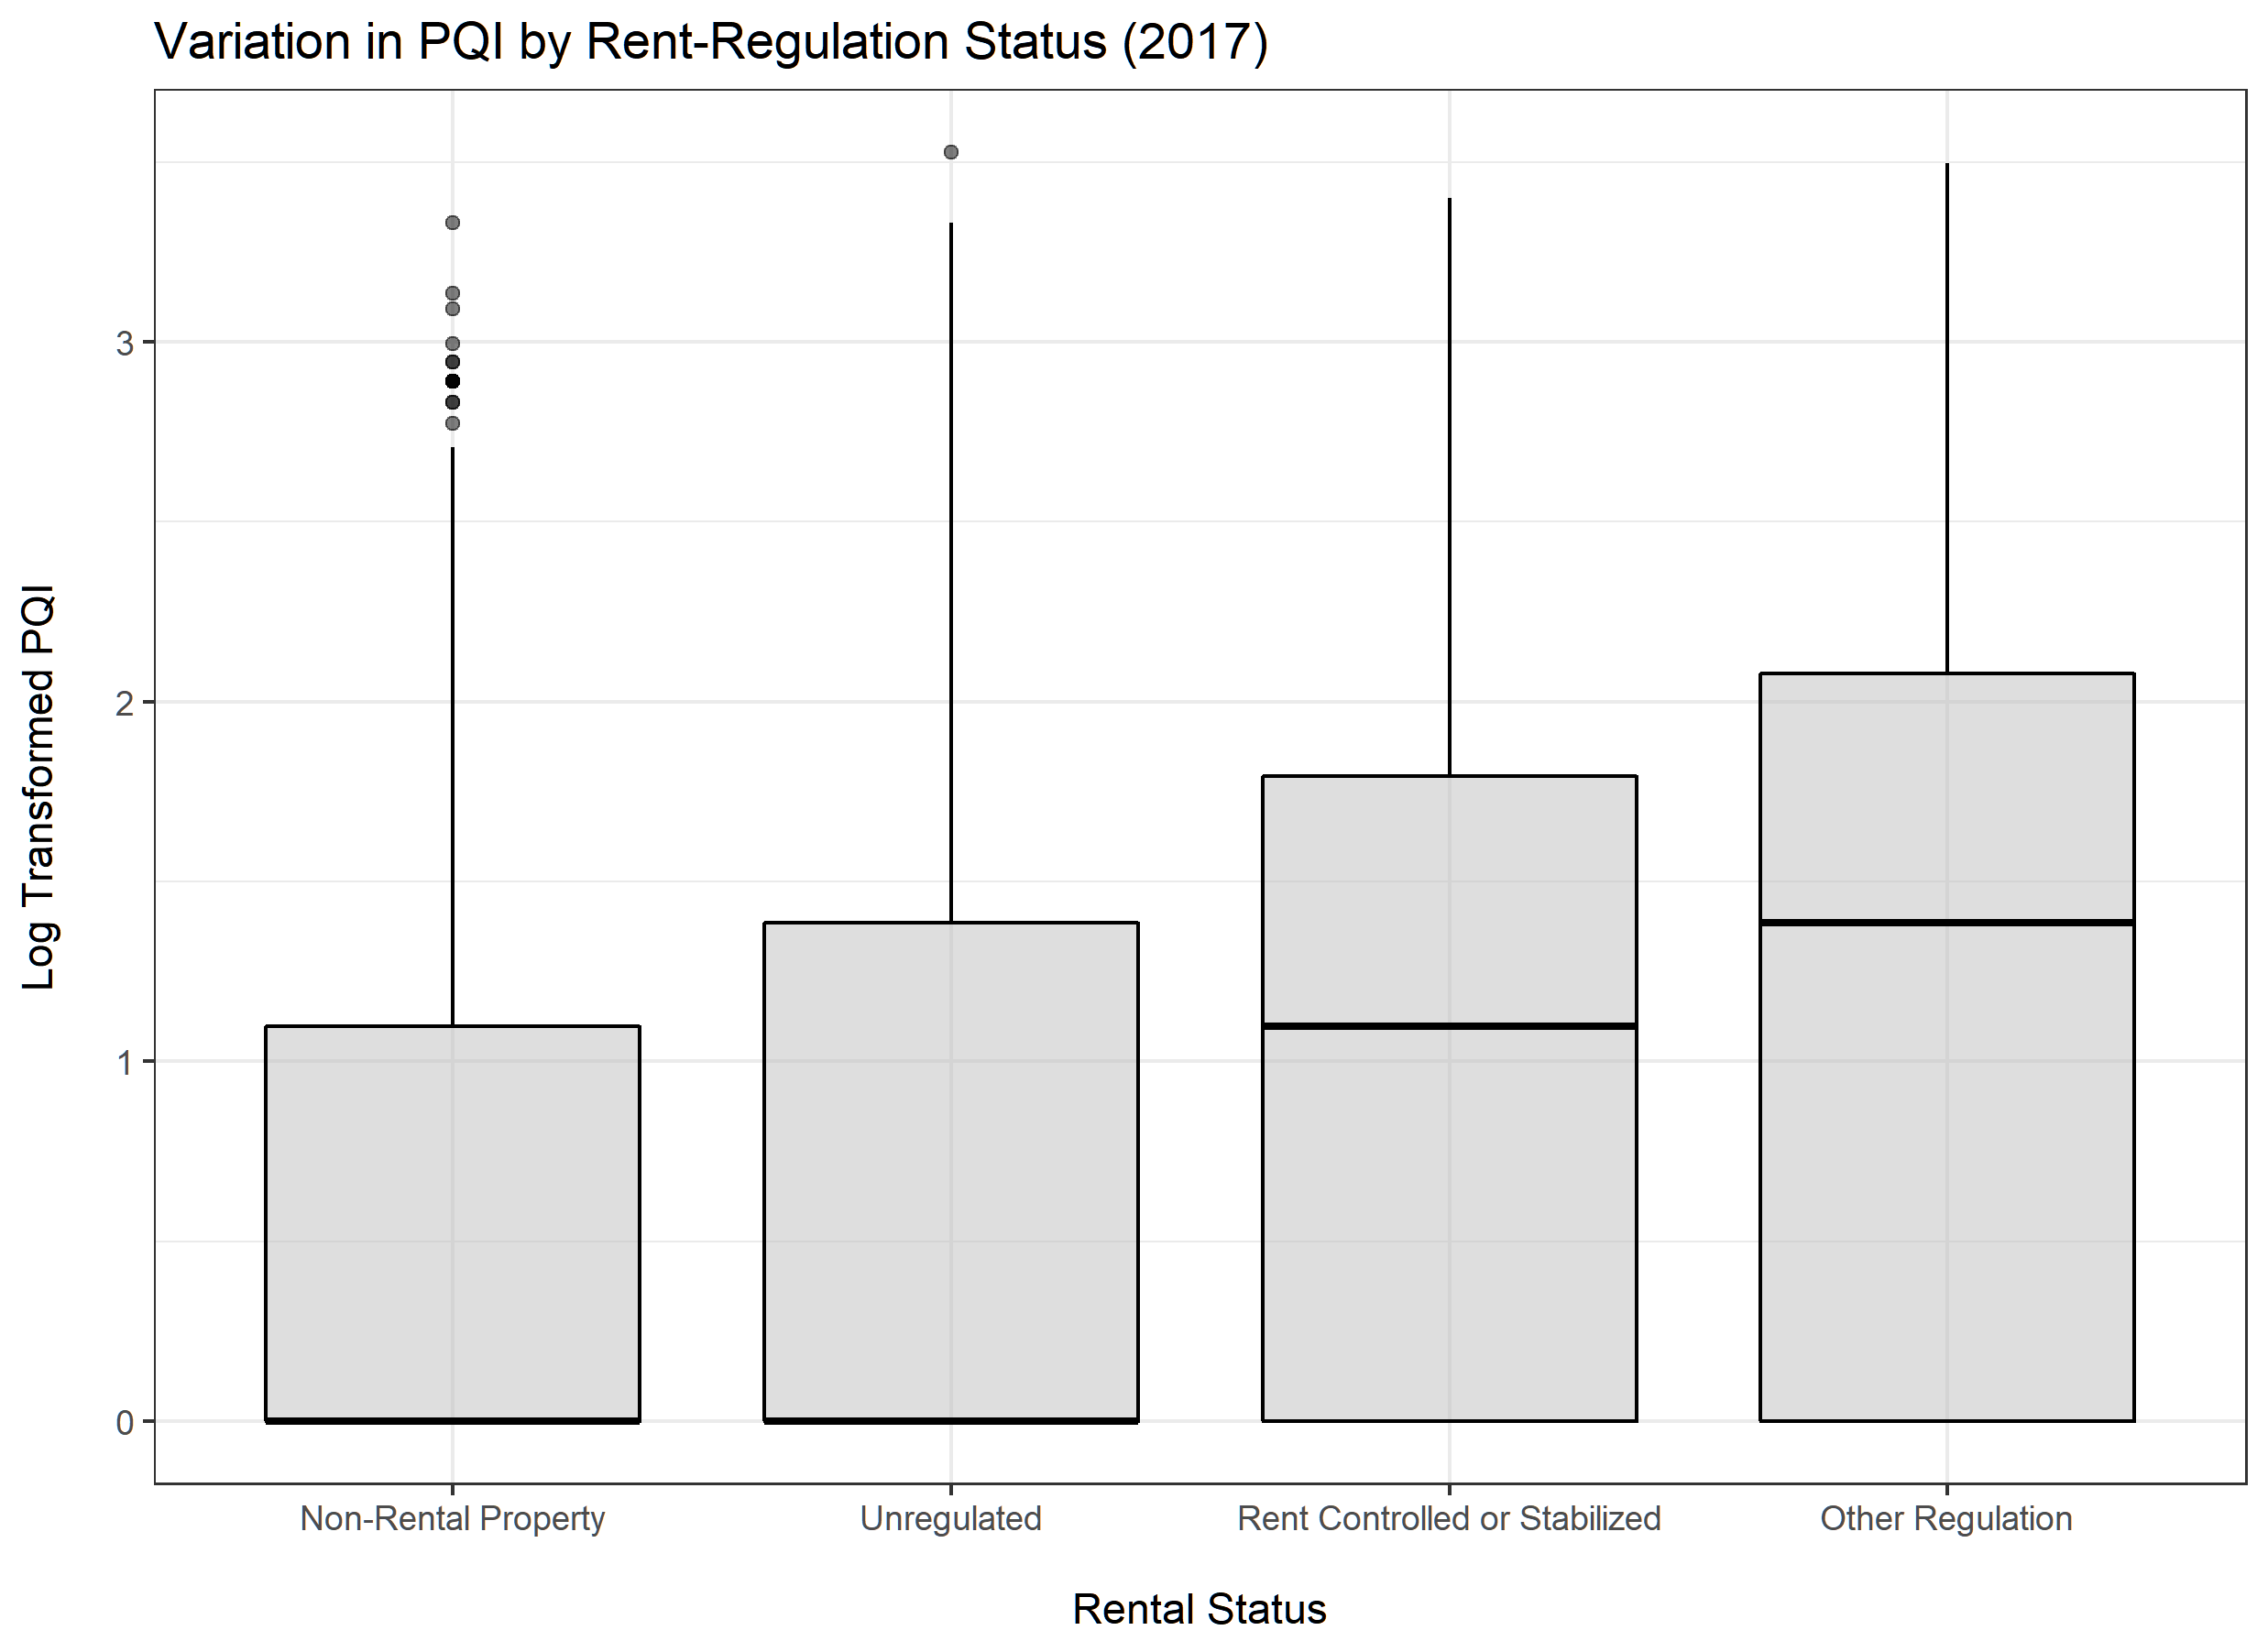 Variation in PQI by Rent-Regulation Status (2017)
Log Transformed PQI
3
2
1
0
Non-Rental Property
Unregulated
Rent Controlled or Stabilized
Other Regulation
Rental Status